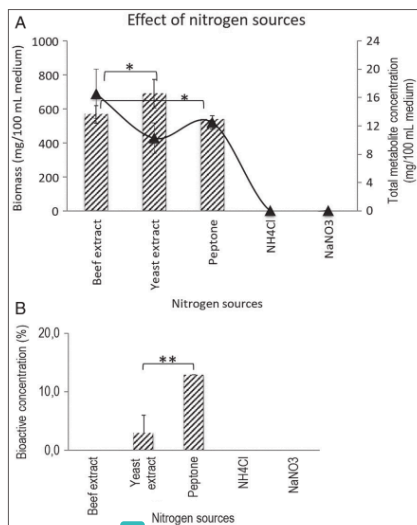 A
Effect of nitrogen sources
1000
800
600
400
200
0
Biomass (mg/100 mL medium)
*
*
24
20
16
12
8
4
0
Total metabolite concentration
(mg/100 mL medium)
Beef extract
Yeast extract
Peptone
NH4Cl
NaNO3
Nitrogen sources
B
20,0
10,0
0,0
Bioactive concentration (%)
**
Beef extract
Yeast
extract
Peptone
NH4Cl
NaNO3
Nitrogen sources